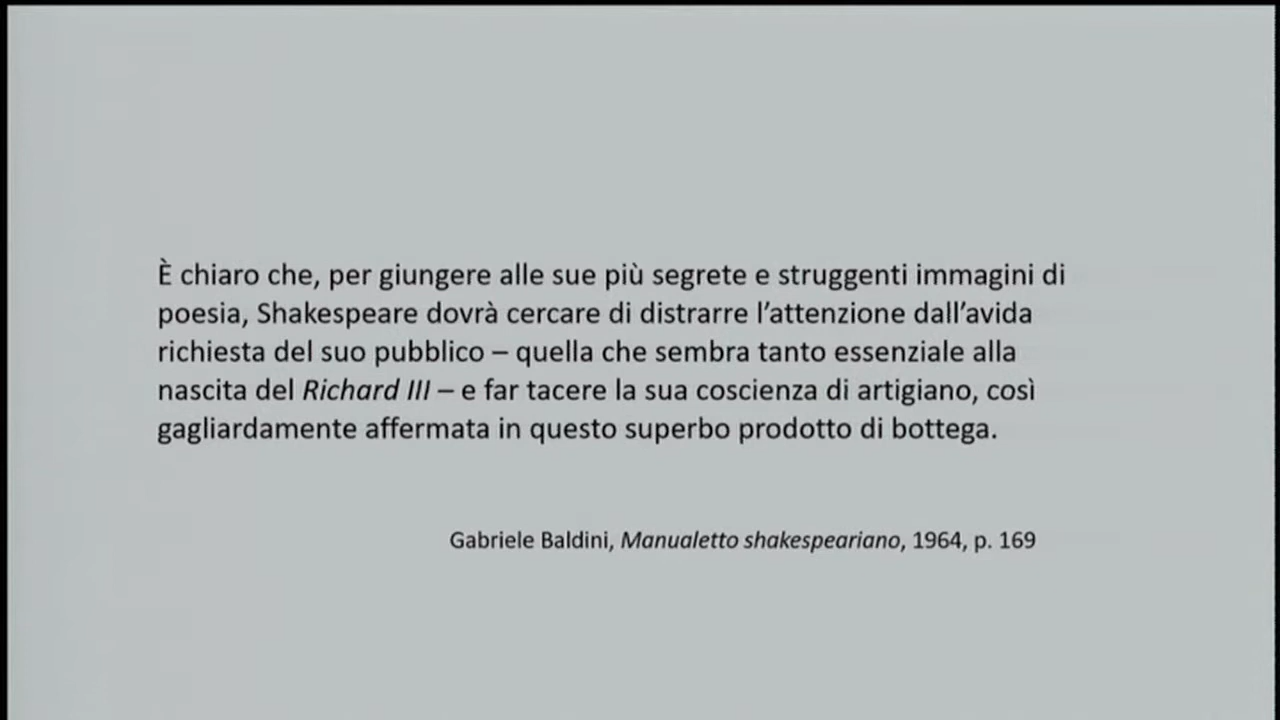 È chiaro che, per giungere alle sue più segrete e struggenti immagini di
poesia, Shakespeare dovrà cercare di distrarre l’attenzione dall’avida
richiesta del suo pubblico – quella che sembra tanto essenziale alla
nascita del Richard III – e far tacere la sua coscienza di artigiano, così
gagliardamente affermata in questo superbo prodotto di bottega.
Gabriele Baldini, Manualetto shakespeariano, 1964, p. 169